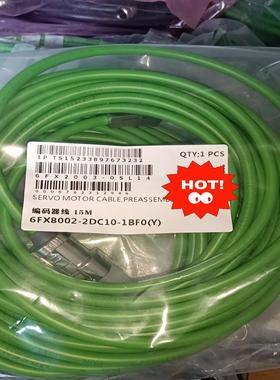 1P TS15233897673232
6FX2003-0SL14
QTY;1 PCS
SERVO MOTOR CABLE,PREASSEMB
编码器线 15M
6FX8002-2DC10-1BF0(Y)
HOT!